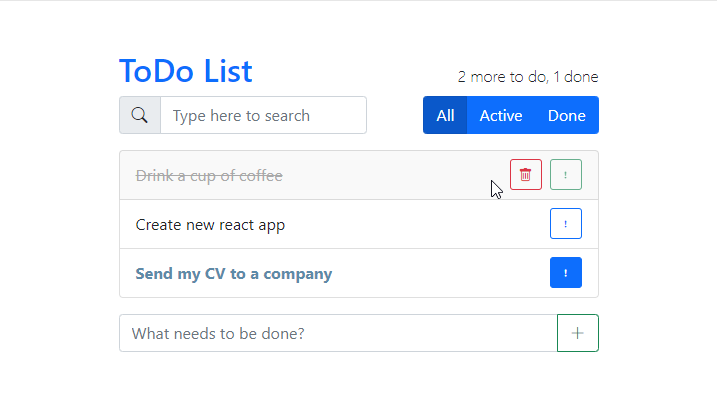 ToDo List
2 more to do, 1 done
Type here to search
All Active Done
Drink a cup of coffee !
Create new react app !
Send my CV to a company !
What needs to be done? +